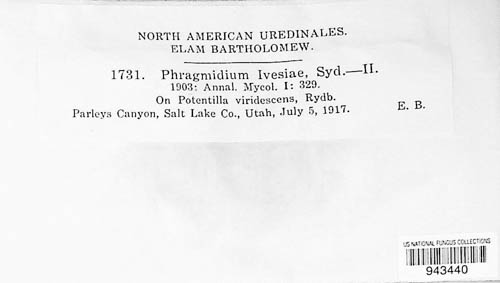 NORTH AMERICAN UREDINALES.
ELAM BARTHOLOMEW.
1731. Phragmidium Ivesiae, Syd.—II.
1903: Annal. Mycol. I: 329.
On Potentilla viridescens, Rydb.
Parleys Canyon, Salt Lake Co., Utah, July 5, 1917. E. B.
US NATIONAL FUNGUS COLLECTIONS
943440